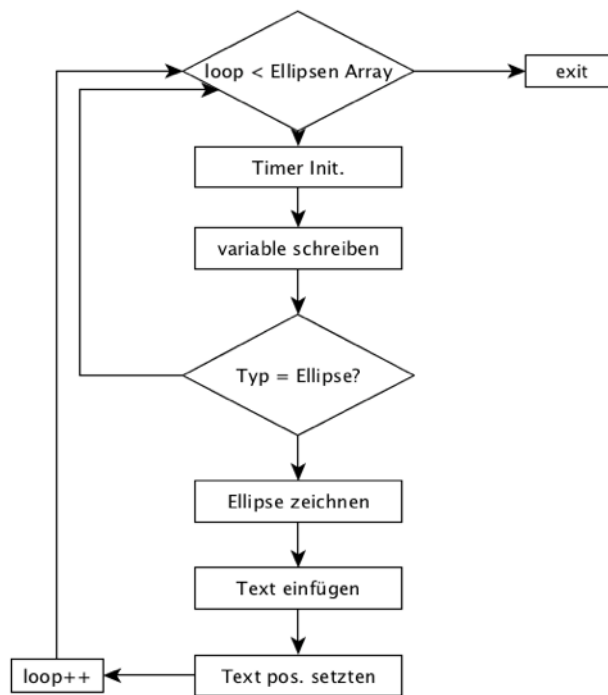 loop < Ellipsen Array
exit
Timer Init.
variable schreiben
Typ = Ellipse?
Ellipse zeichnen
Text einfügen
Text pos. setzten
loop++